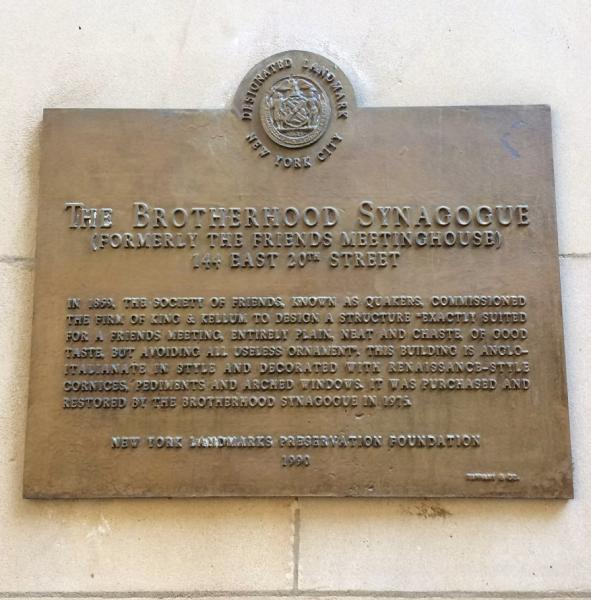 DESIGNATED LANDMARK
NEW YORK CITY
THE BROTHERHOOD SYNAGOGUE
(FORMERLY THE FRIENDS MEETINGHOUSE)
144 EAST 20TH STREET
IN 1859, THE SOCIETY OF FRIENDS, KNOWN AS QUAKERS, COMMISSIONED
THE FIRM OF KING & KELLUM TO DESIGN A STRUCTURE "EXACTLY SUITED
FOR A FRIENDS MEETING, ENTIRELY PLAIN, NEAT AND CHASTE, OF GOOD
TASTE, BUT AVOIDING ALL USELESS ORNAMENT". THIS BUILDING IS ANGLO-
ITALIANATE IN STYLE AND DECORATED WITH RENAISSANCE-STYLE
CORNICES, PEDIMENTS AND ARCHED WINDOWS. IT WAS PURCHASED AND
RESTORED BY THE BROTHERHOOD SYNAGOGUE IN 1975.
NEW YORK LANDMARKS PRESERVATION FOUNDATION
1990